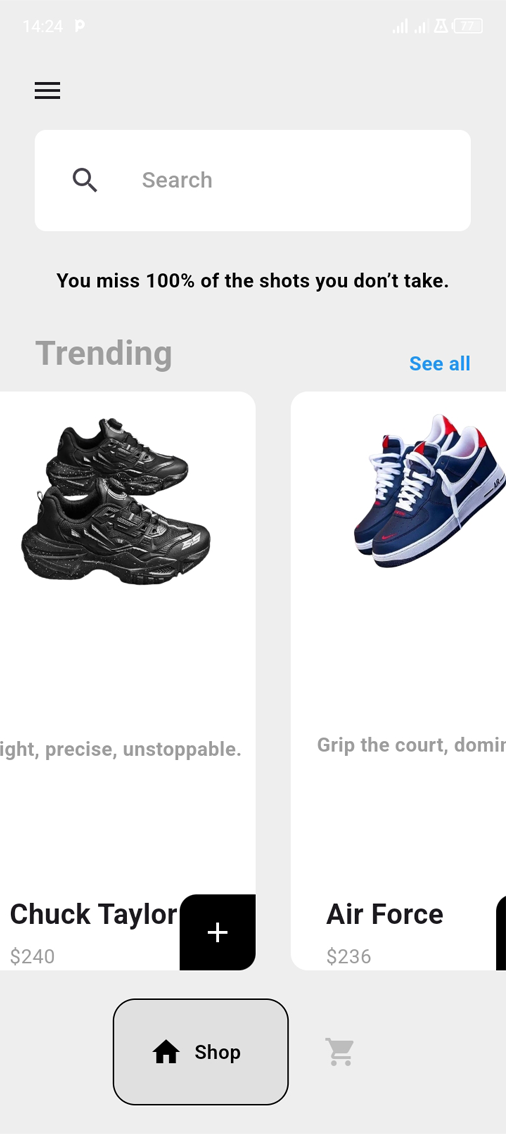 14:24 P 77
Search
You miss 100% of the shots you don’t take.
Trending
See all
ight, precise, unstoppable.
Grip the court, domin
Chuck Taylor
Air Force
$240
$236
Shop